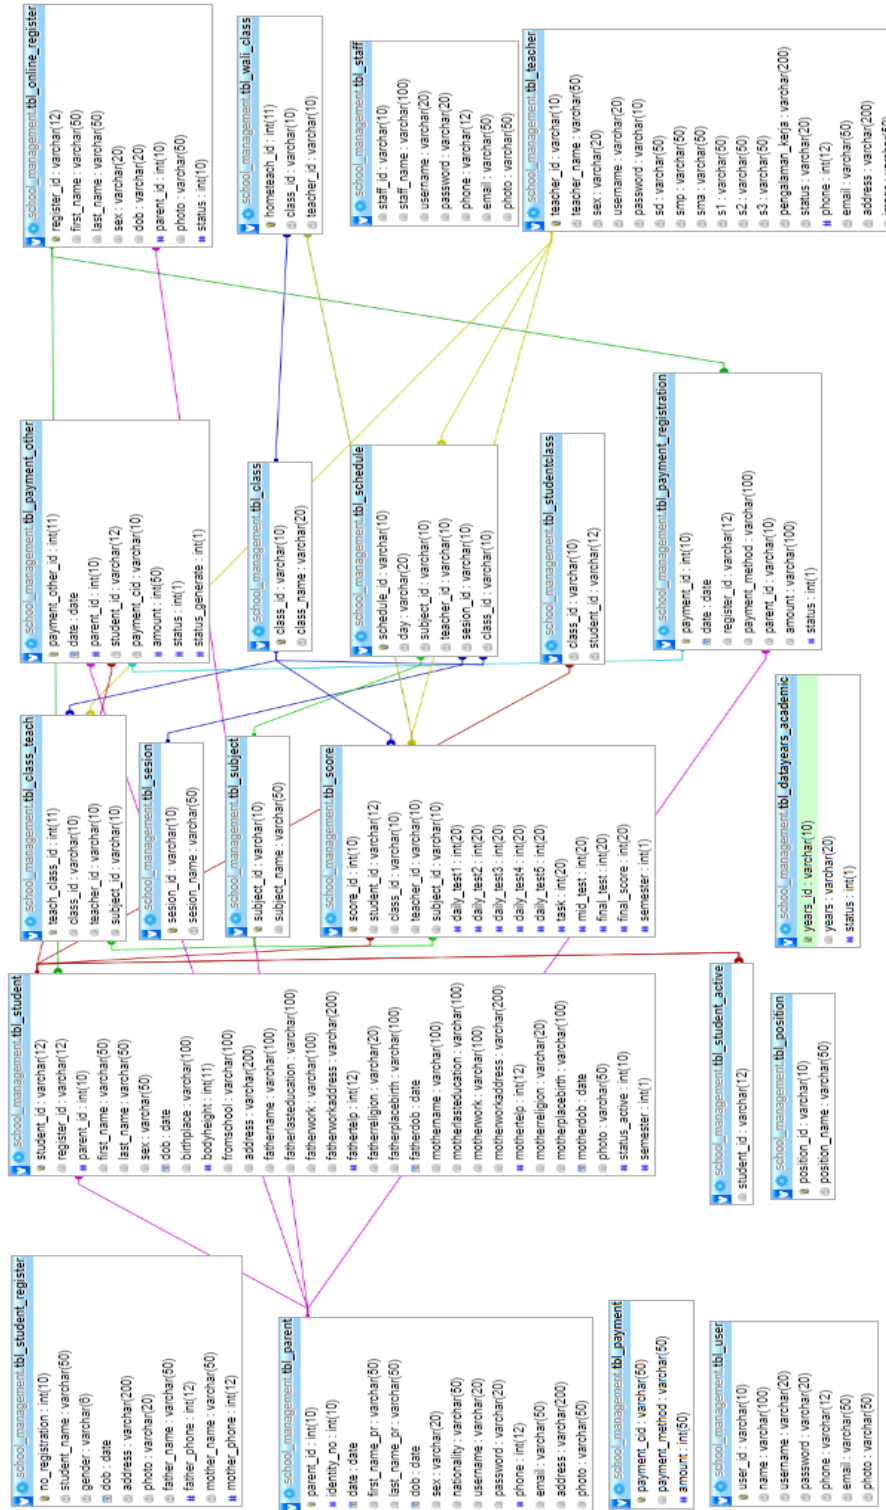 school_management.tbl_student_register
no_registration : int(10)
student_name : varchar(50)
gender : varchar(8)
dob : date
address : varchar(200)
photo : varchar(20)
father_name : varchar(50)
father_phone : int(12)
mother_name : varchar(50)
mother_phone : int(12)
school_management.tbl_parent
parent_id : int(10)
identity_no : int(10)
date : date
first_name_pr : varchar(50)
last_name_pr : varchar(50)
dob : date
sex : varchar(20)
nationality : varchar(50)
username : varchar(20)
password : varchar(20)
phone : int(12)
email : varchar(50)
address : varchar(200)
photo : varchar(50)
school_management.tbl_payment
payment_cid : varchar(50)
payment_method : varchar(50)
amount : int(50)
school_management.tbl_user
user_id : varchar(10)
name : varchar(100)
username : varchar(20)
password : varchar(20)
phone : varchar(12)
email : varchar(50)
photo : varchar(50)
school_management.tbl_student
student_id : varchar(12)
register_id : varchar(12)
parent_id : int(10)
first_name : varchar(50)
last_name : varchar(50)
sex : varchar(50)
dob : date
birthplace : varchar(100)
bodyheight : int(11)
fromschool : varchar(100)
address : varchar(200)
fathername : varchar(100)
fatherlasteducation : varchar(100)
fatherwork : varchar(100)
fatherworkaddress : varchar(200)
fathertelp : int(12)
fatherreligion : varchar(20)
fatherplacebirth : varchar(100)
fatherdob : date
mothername : varchar(100)
motherlasteducation : varchar(100)
motherwork : varchar(100)
motherworkaddress : varchar(200)
mothertelp : int(12)
motherreligion : varchar(20)
motherplacebirth : varchar(100)
motherdob : date
photo : varchar(50)
status_active : int(10)
semester : int(1)
school_management.tbl_student_active
student_id : varchar(12)
school_management.tbl_position
position_id : varchar(10)
position_name : varchar(50)
school_management.tbl_class_teach
teach_class_id : int(11)
class_id : varchar(10)
teacher_id : varchar(10)
subject_id : varchar(10)
school_management.tbl_sesion
sesion_id : varchar(10)
sesion_name : varchar(50)
school_management.tbl_subject
subject_id : varchar(10)
subject_name : varchar(50)
school_management.tbl_score
score_id : int(10)
student_id : varchar(12)
class_id : varchar(10)
teacher_id : varchar(10)
subject_id : varchar(10)
daily_test1 : int(20)
daily_test2 : int(20)
daily_test3 : int(20)
daily_test4 : int(20)
daily_test5 : int(20)
task : int(20)
mid_test : int(20)
final_test : int(20)
final_score : int(20)
semester : int(1)
school_management.tbl_datayears_academic
years_id : varchar(10)
years : varchar(20)
status : int(1)
school_management.tbl_payment_other
payment_other_id : int(11)
date : date
parent_id : int(10)
student_id : varchar(12)
payment_cid : varchar(10)
amount : int(50)
status : int(1)
status_generate : int(1)
school_management.tbl_class
class_id : varchar(10)
class_name : varchar(20)
school_management.tbl_schedule
schedule_id : varchar(10)
day : varchar(20)
subject_id : varchar(10)
teacher_id : varchar(10)
sesion_id : varchar(10)
class_id : varchar(10)
school_management.tbl_studentclass
class_id : varchar(10)
student_id : varchar(12)
school_management.tbl_payment_registration
payment_id : int(10)
date : date
register_id : varchar(12)
payment_method : varchar(100)
parent_id : varchar(10)
amount : varchar(100)
status : int(1)
school_management.tbl_online_register
register_id : varchar(12)
first_name : varchar(50)
last_name : varchar(50)
sex : varchar(20)
dob : varchar(20)
parent_id : int(10)
photo : varchar(50)
status : int(10)
school_management.tbl_wali_class
hometeach_id : int(11)
class_id : varchar(10)
teacher_id : varchar(10)
school_management.tbl_staff
staff_id : varchar(10)
staff_name : varchar(100)
username : varchar(20)
password : varchar(20)
phone : varchar(12)
email : varchar(50)
photo : varchar(50)
school_management.tbl_teacher
teacher_id : varchar(10)
teacher_name : varchar(50)
sex : varchar(20)
username : varchar(20)
password : varchar(10)
sd : varchar(50)
smp : varchar(50)
sma : varchar(50)
s1 : varchar(50)
s2 : varchar(50)
s3 : varchar(50)
pengalaman_kerja : varchar(200)
status : varchar(20)
phone : int(12)
email : varchar(50)
address : varchar(200)